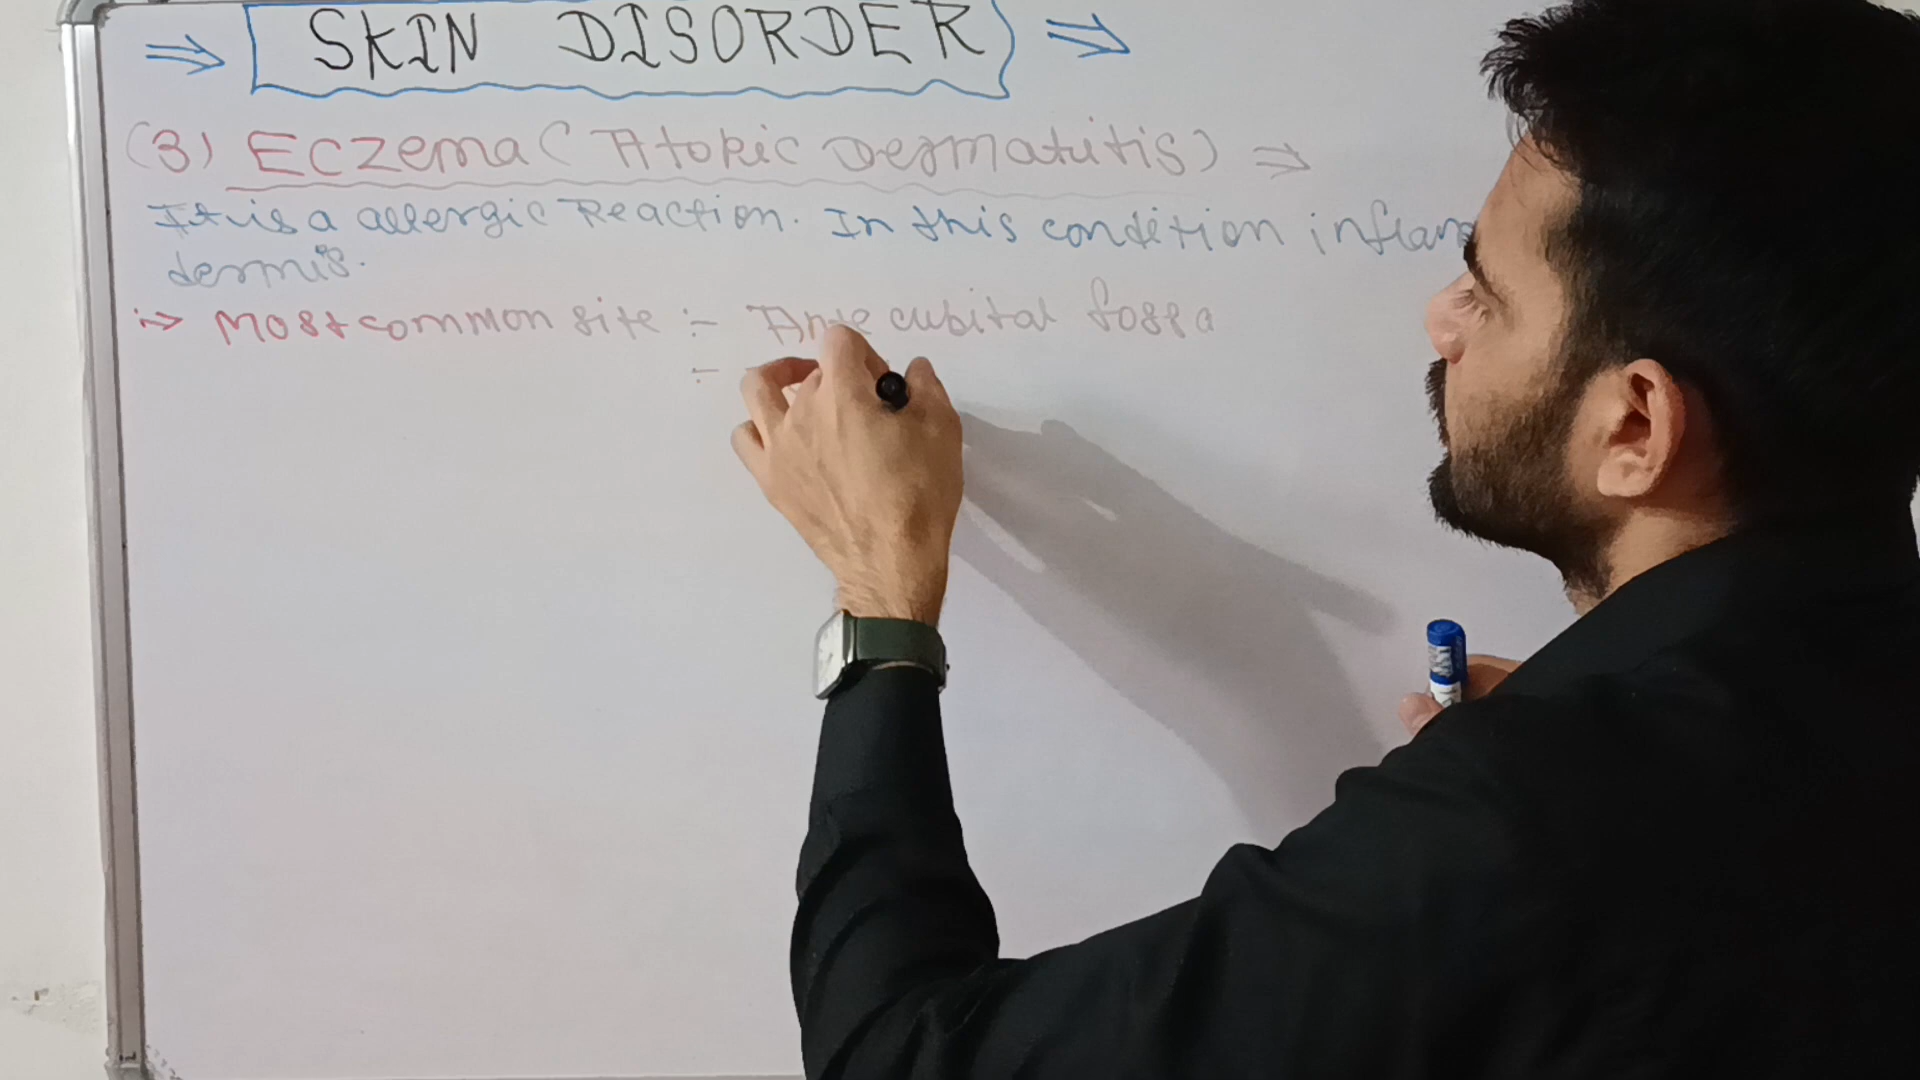 ⇒ SKIN DISORDER ⇒
(3) Eczema (Atopic Dermatitis) ⇒
It is a allergic Reaction. In this condition inflam
dermis.
:-> Most common site :- Ante cubital fossa
:-